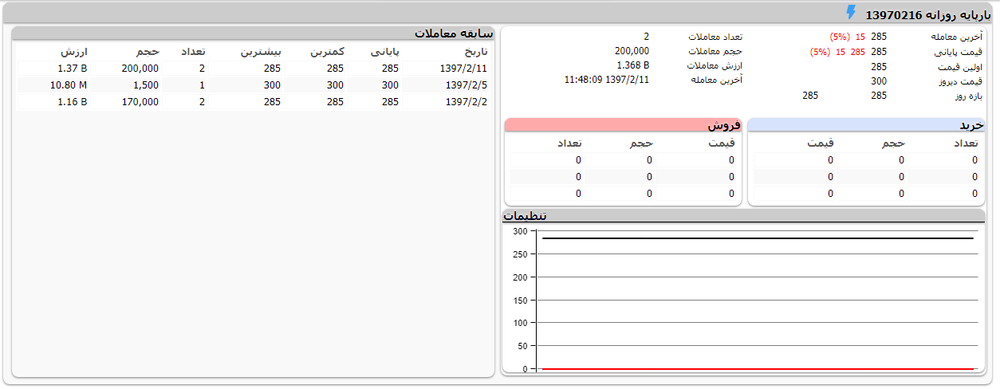 بارپایه روزانه 13970216
آخرین معامله 285 15 (5%) تعداد معاملات 2
قیمت پایانی 285 285 15 (5%) حجم معاملات 200,000
اولین قیمت 285 ارزش معاملات 1.368 B
قیمت دیروز 300 آخرین معامله 1397/2/11 11:48:09
بازه روز 285 285
خرید
تعداد حجم قیمت
0 0 0
0 0 0
0 0 0
فروش
قیمت حجم تعداد
0 0 0
0 0 0
0 0 0
تنظیمات
300
250
200
150
100
50
0
سابقه معاملات
تاریخ پایانی کمترین بیشترین تعداد حجم ارزش
1397/2/11 285 285 285 2 200,000 1.37 B
1397/2/5 300 300 300 1 1,500 10.80 M
1397/2/2 285 285 285 2 170,000 1.16 B